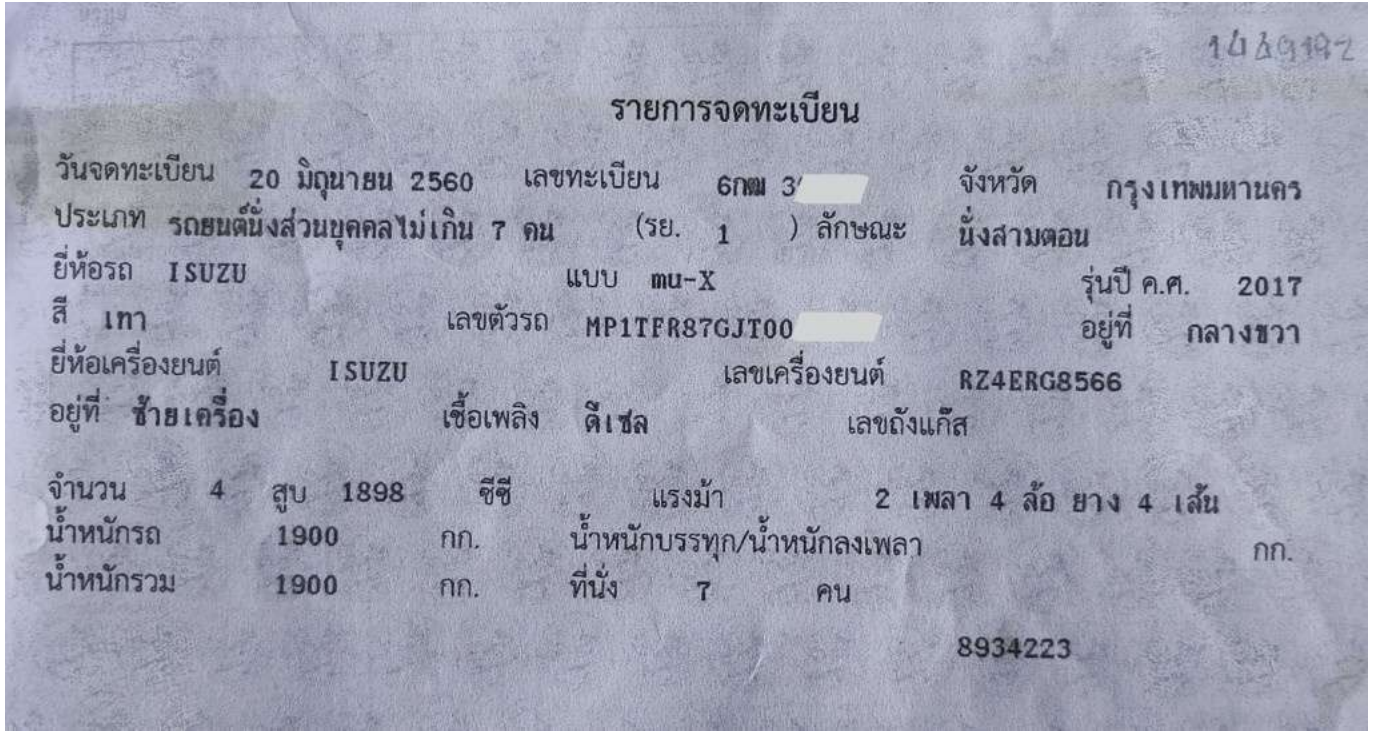 รายการจดทะเบียน
วันจดทะเบียน 20 มิถุนายน 2560 เลขทะเบียน 6กฒ 3 จังหวัด กรุงเทพมหานคร
ประเภท รถยนต์นั่งส่วนบุคคลไม่เกิน 7 คน (รย. 1 ) ลักษณะ นั่งสามตอน
ยี่ห้อรถ ISUZU แบบ mu-X รุ่นปี ค.ศ. 2017
สี เทา เลขตัวรถ MP1TFR87GJT00 อยู่ที่ กลางขวา
ยี่ห้อเครื่องยนต์ ISUZU เลขเครื่องยนต์ RZ4ERG8566
อยู่ที่ ซ้ายเครื่อง เชื้อเพลิง ดีเซล เลขถังแก๊ส
จำนวน 4 สูบ 1898 ซีซี แรงม้า 2 เพลา 4 ล้อ ยาง 4 เส้น
น้ำหนักรถ 1900 กก. น้ำหนักบรรทุก/น้ำหนักลงเพลา กก.
น้ำหนักรวม 1900 กก. ที่นั่ง 7 คน
8934223